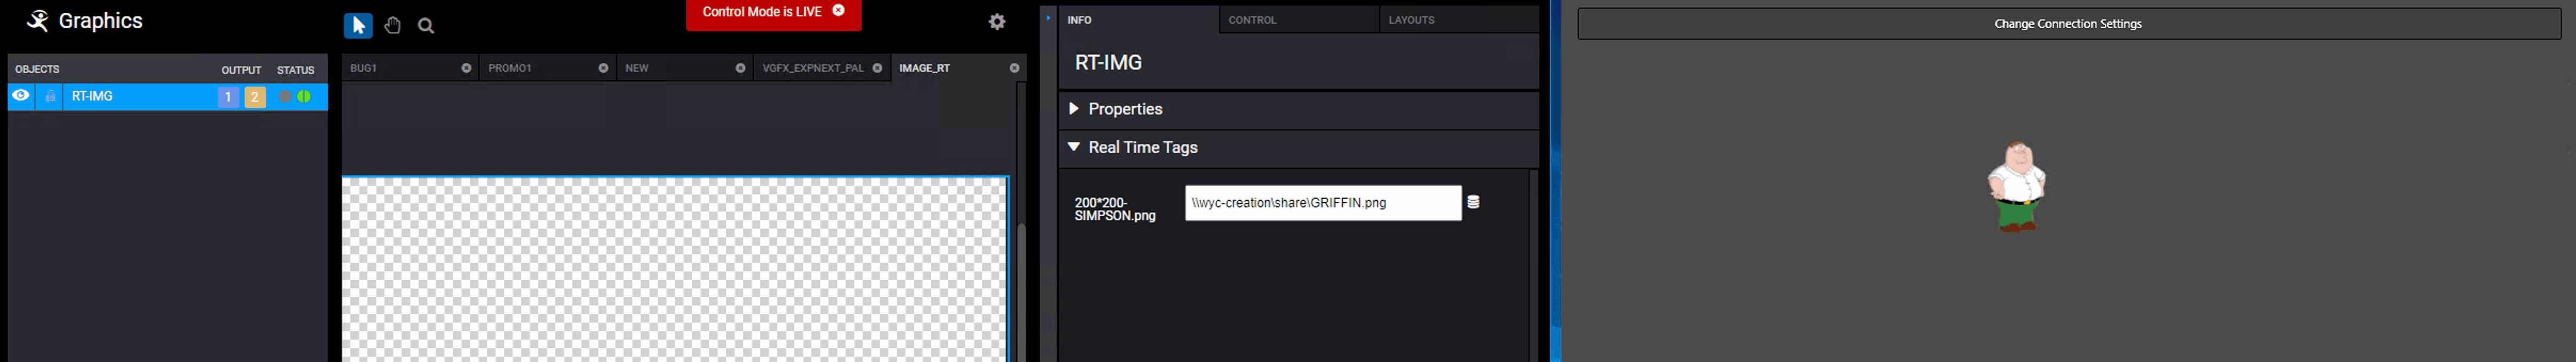 Graphics
Control Mode is LIVE
OBJECTS OUTPUT STATUS
RT-IMG 1 2
BUG1 PROMO1 NEW VGFX_EXPNEXT_PAL IMAGE_RT
INFO CONTROL LAYOUTS
RT-IMG
Properties
Real Time Tags
200*200-
SIMPSON.png
\\wyc-creation\share\GRIFFIN.png
Change Connection Settings